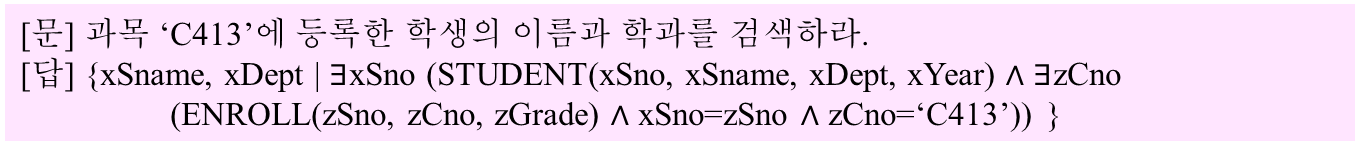 [문] 과목 ‘C413’에 등록한 학생의 이름과 학과를 검색하라.
[답] {xSname, xDept | ∃xSno (STUDENT(xSno, xSname, xDept, xYear) ∧ ∃zCno
(ENROLL(zSno, zCno, zGrade) ∧ xSno=zSno ∧ zCno=‘C413’)) }